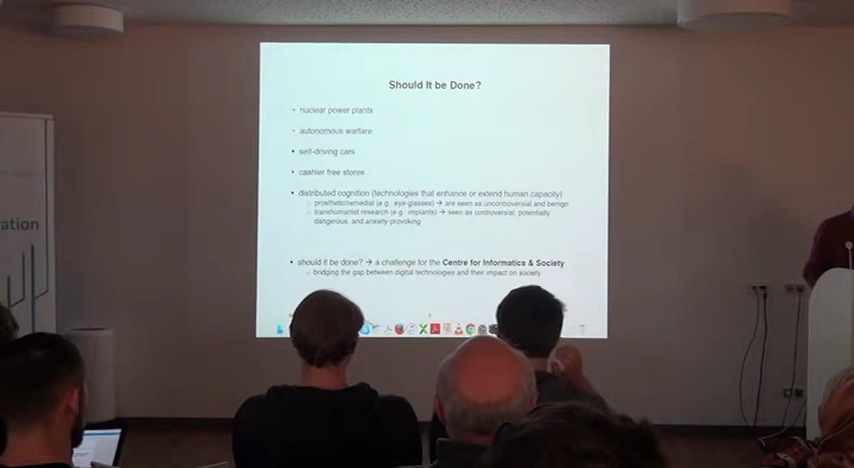 Should It be Done?
• nuclear power plants
• autonomous warfare
• self-driving cars
• cashier free stores
• distributed cognition (technologies that enhance or extend human capacity)
○ prosthetic/remedial (e.g., eye-glasses) → are seen as uncontroversial and benign
○ transhumanist research (e.g. implants) → seen as controversial, potentially
dangerous, and anxiety-provoking
• should it be done? → a challenge for the Centre for Informatics & Society
○ bridging the gap between digital technologies and their impact on society
ation